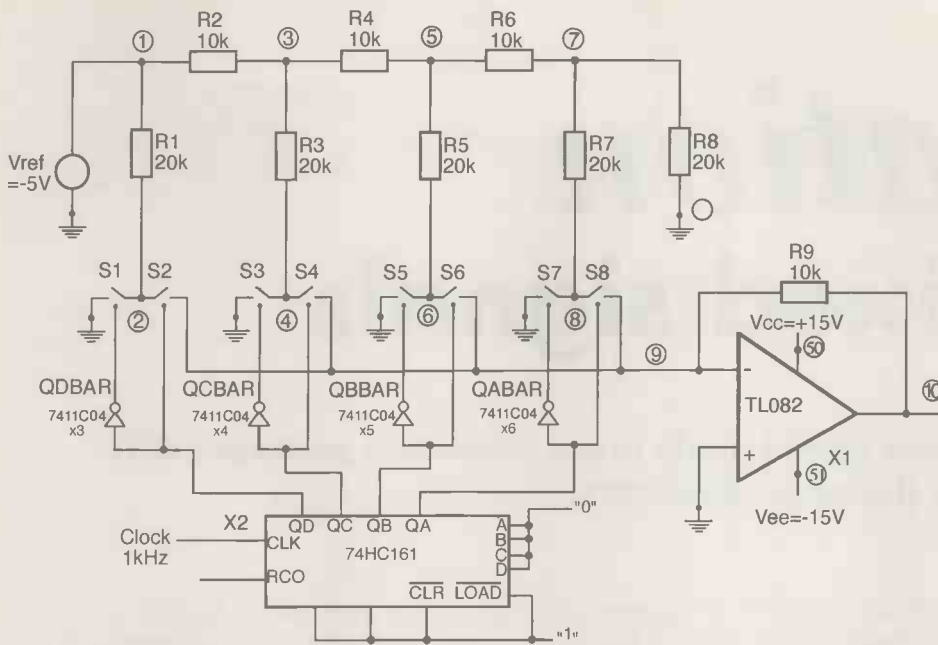 R2
10k
R4
10k
R6
10k
1
3
5
7
Vref
=-5V
R1
20k
R3
20k
R5
20k
R7
20k
R8
20k
S1 S2
S3 S4
S5 S6
S7 S8
2
4
6
8
9
R9
10k
Vcc=+15V
50
TL082
-
+
10
51
X1
Vee=-15V
QDBAR
7411C04
x3
QCBAR
7411C04
x4
QBBAR
7411C04
x5
QABAR
7411C04
x6
X2
QD QC QB QA
Clock
1kHz
CLK
74HC161
RCO
A
B
C
D
"0"
CLR LOAD
"1"